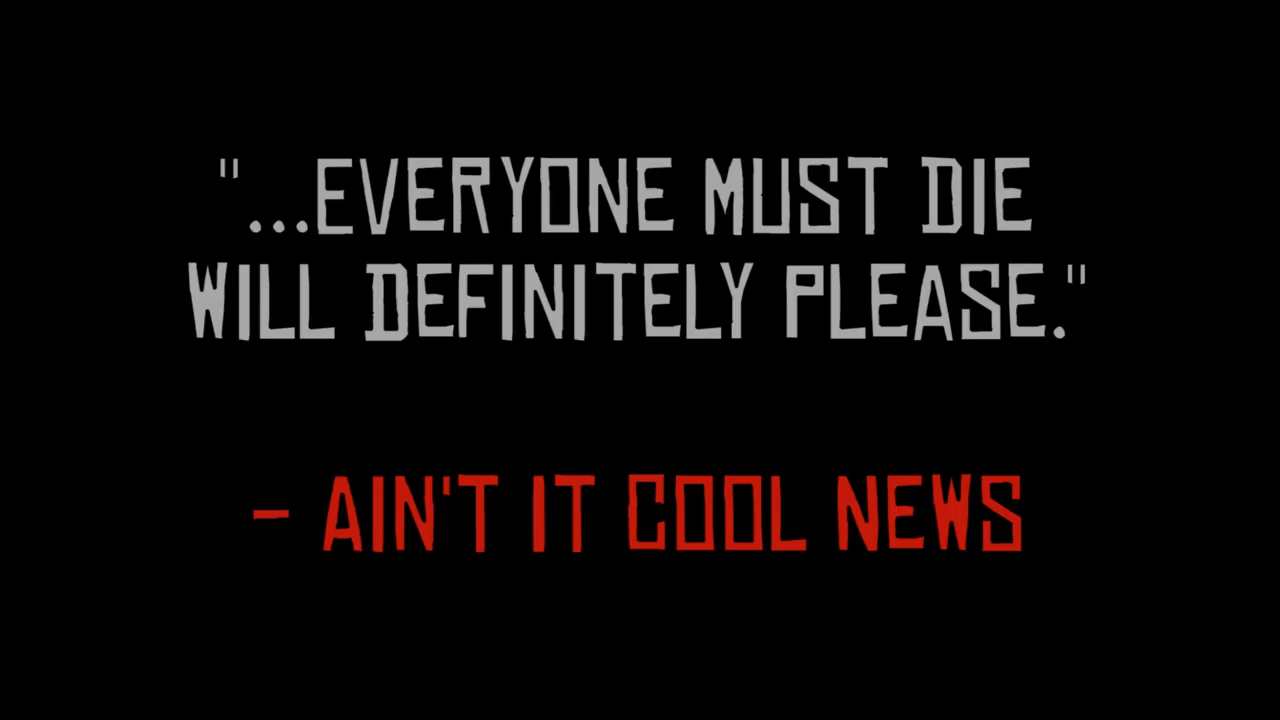 "...EVERYONE MUST DIE
WILL DEFINITELY PLEASE."
- AIN'T IT COOL NEWS